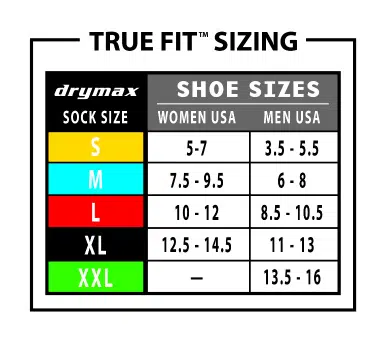 TRUE FIT™ SIZING
drymax SHOE SIZES
SOCK SIZE WOMEN USA MEN USA
S 5-7 3.5 - 5.5
M 7.5 - 9.5 6 - 8
L 10 - 12 8.5 - 10.5
XL 12.5 - 14.5 11 - 13
XXL — 13.5 - 16